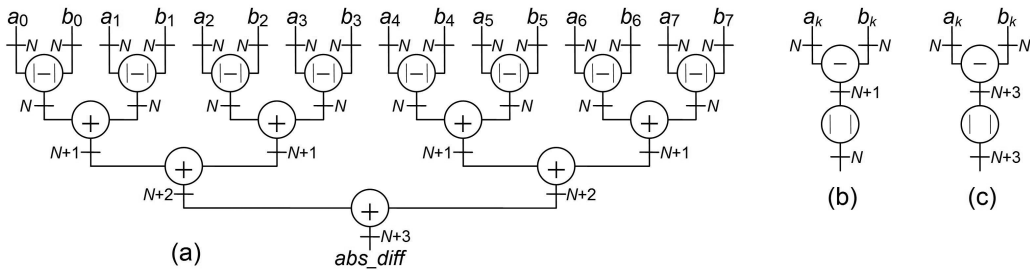 a0 b0 a1 b1 a2 b2 a3 b3 a4 b4 a5 b5 a6 b6 a7 b7 ak bk ak bk
N N N N N N N N N N N N N N N N N N N N
|−| |−| |−| |−| |−| |−| |−| |−| − −
N N N N N N N N N+1 N+3
+ + + + | | | |
N+1 N+1 N+1 N+1 N N+3
+ +
N+2 N+2
+
N+3
abs_diff
(a) (b) (c)